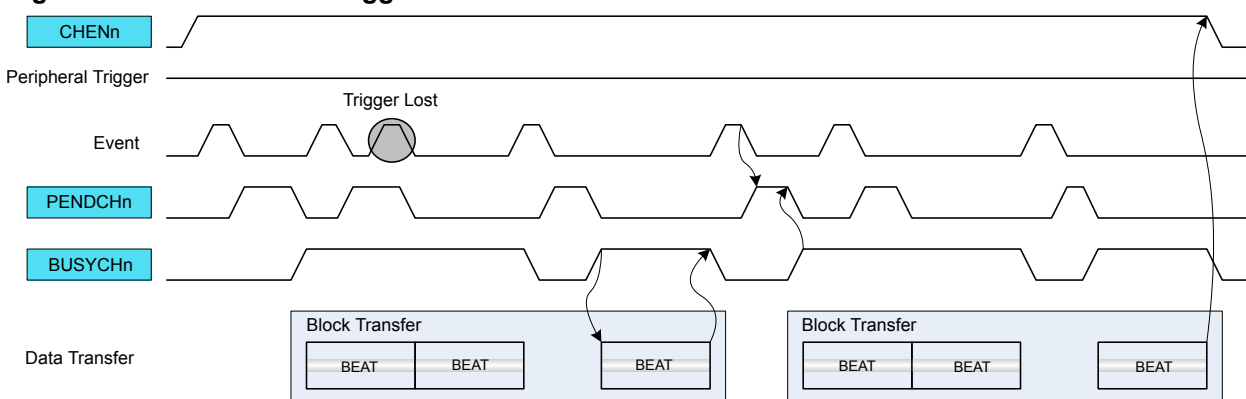 CHENn
Peripheral Trigger
Trigger Lost
Event
PENDCHn
BUSYCHn
Block Transfer
Block Transfer
Data Transfer
BEAT
BEAT
BEAT
BEAT
BEAT
BEAT